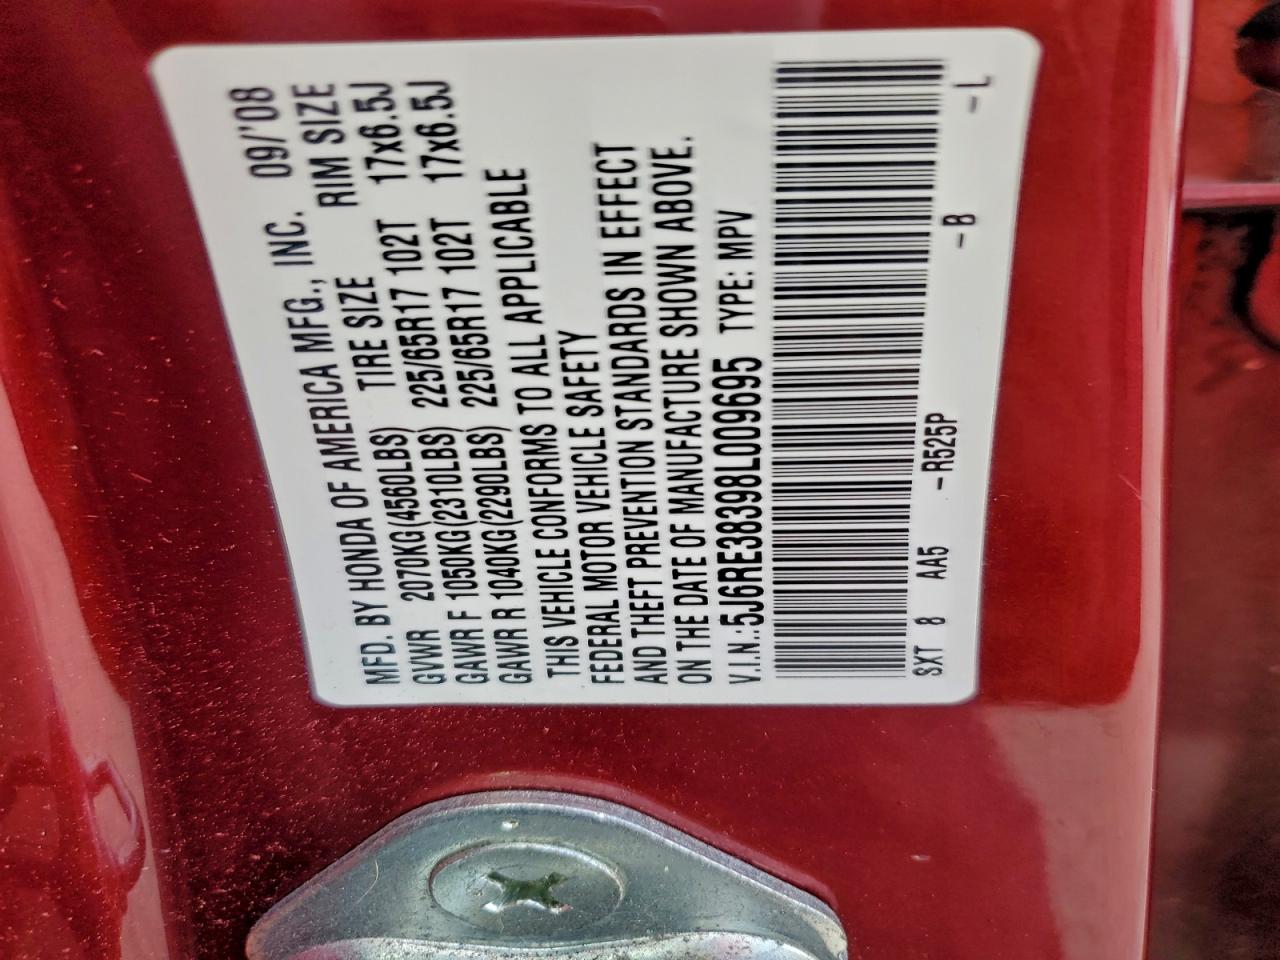 MFD. BY HONDA OF AMERICA MFG., INC. 09/'08
GVWR 2070KG(4560LBS) TIRE SIZE RIM SIZE
GAWR F 1050KG(2310LBS) 225/65R17 102T 17x6.5J
GAWR R 1040KG(2290LBS) 225/65R17 102T 17x6.5J
THIS VEHICLE CONFORMS TO ALL APPLICABLE
FEDERAL MOTOR VEHICLE SAFETY
AND THEFT PREVENTION STANDARDS IN EFFECT
ON THE DATE OF MANUFACTURE SHOWN ABOVE.
V.I.N.:5J6RE38398L009695 TYPE: MPV
SXT 8 AA5 -R525P -B -L